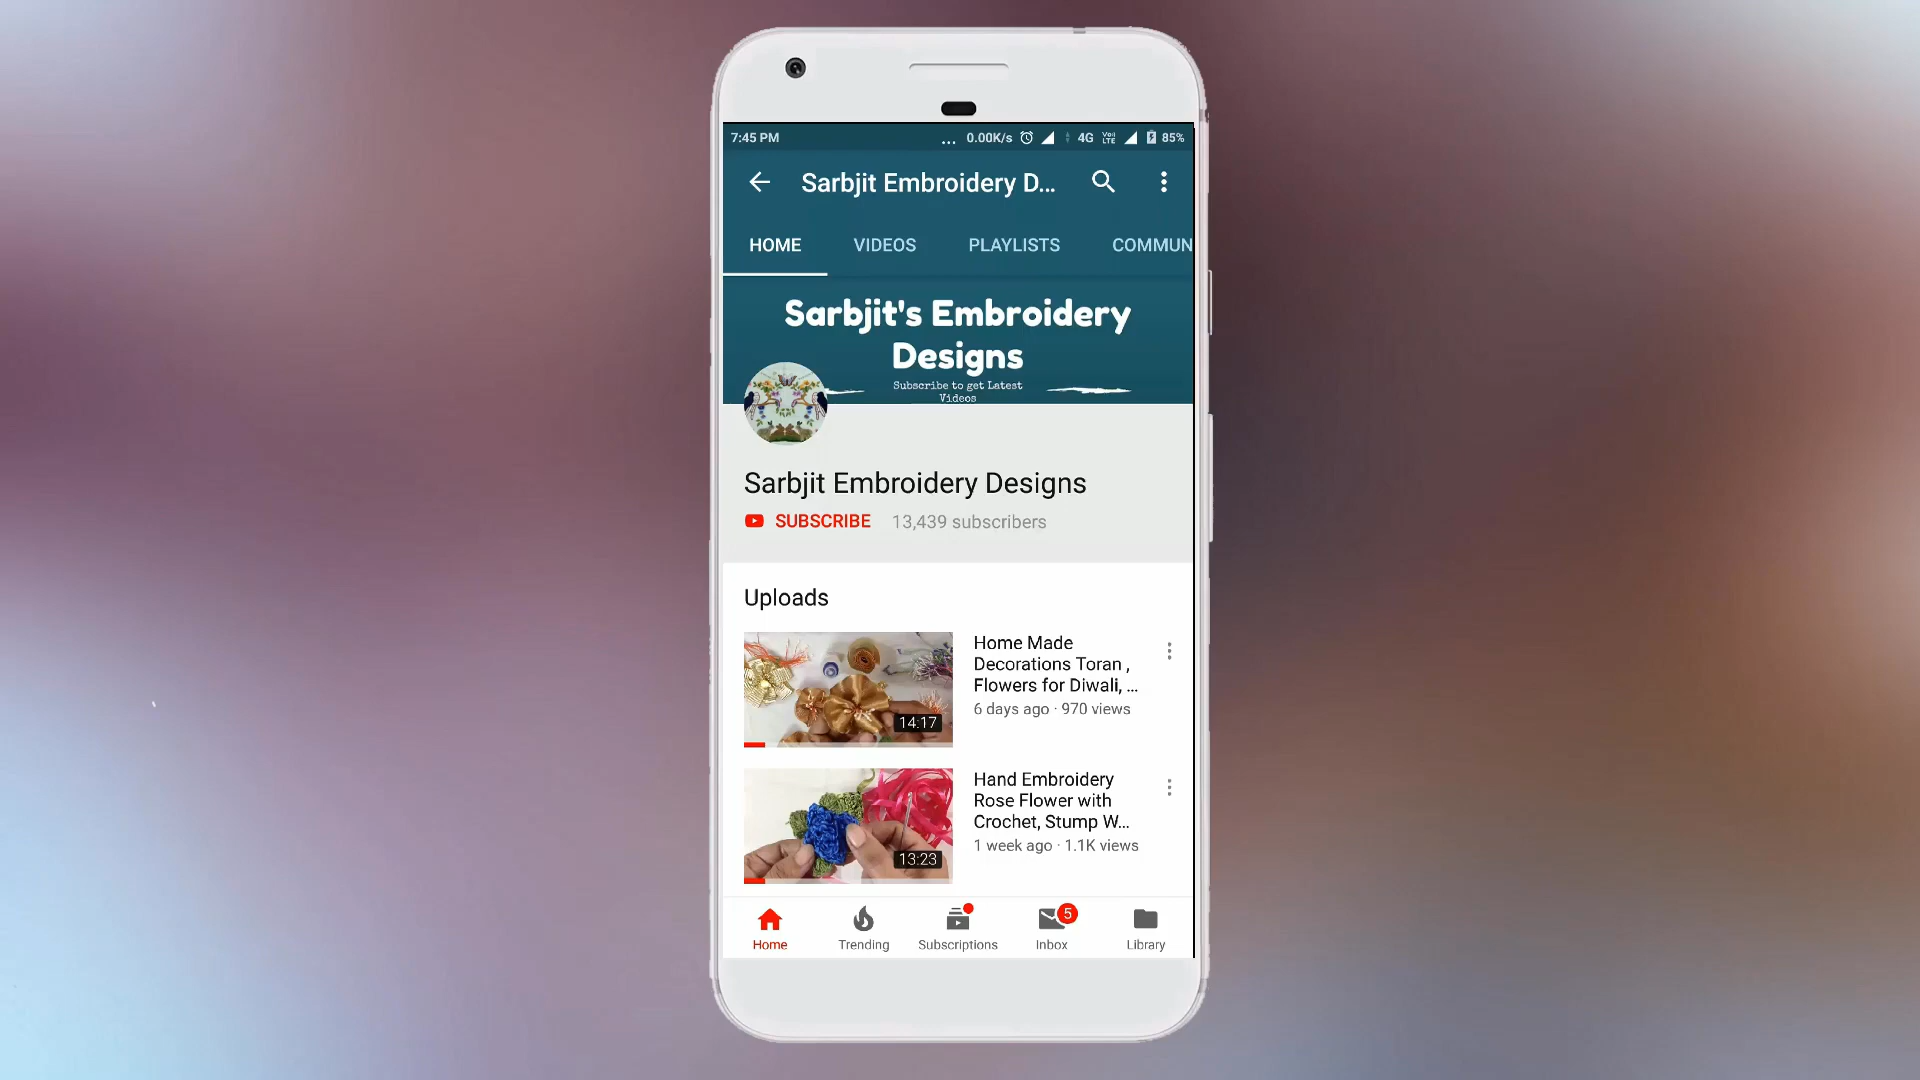 7:45 PM
... 0.00K/s 4G Vo) LTE 85%
Sarbjit Embroidery D...
HOME VIDEOS PLAYLISTS COMMUN
Sarbjit's Embroidery
Designs
Subscribe to get Latest
Videos
Sarbjit Embroidery Designs
SUBSCRIBE 13,439 subscribers
Uploads
Home Made
Decorations Toran ,
Flowers for Diwali, ...
6 days ago · 970 views
14:17
Hand Embroidery
Rose Flower with
Crochet, Stump W...
1 week ago · 1.1K views
13:23
5
Home Trending Subscriptions Inbox Library